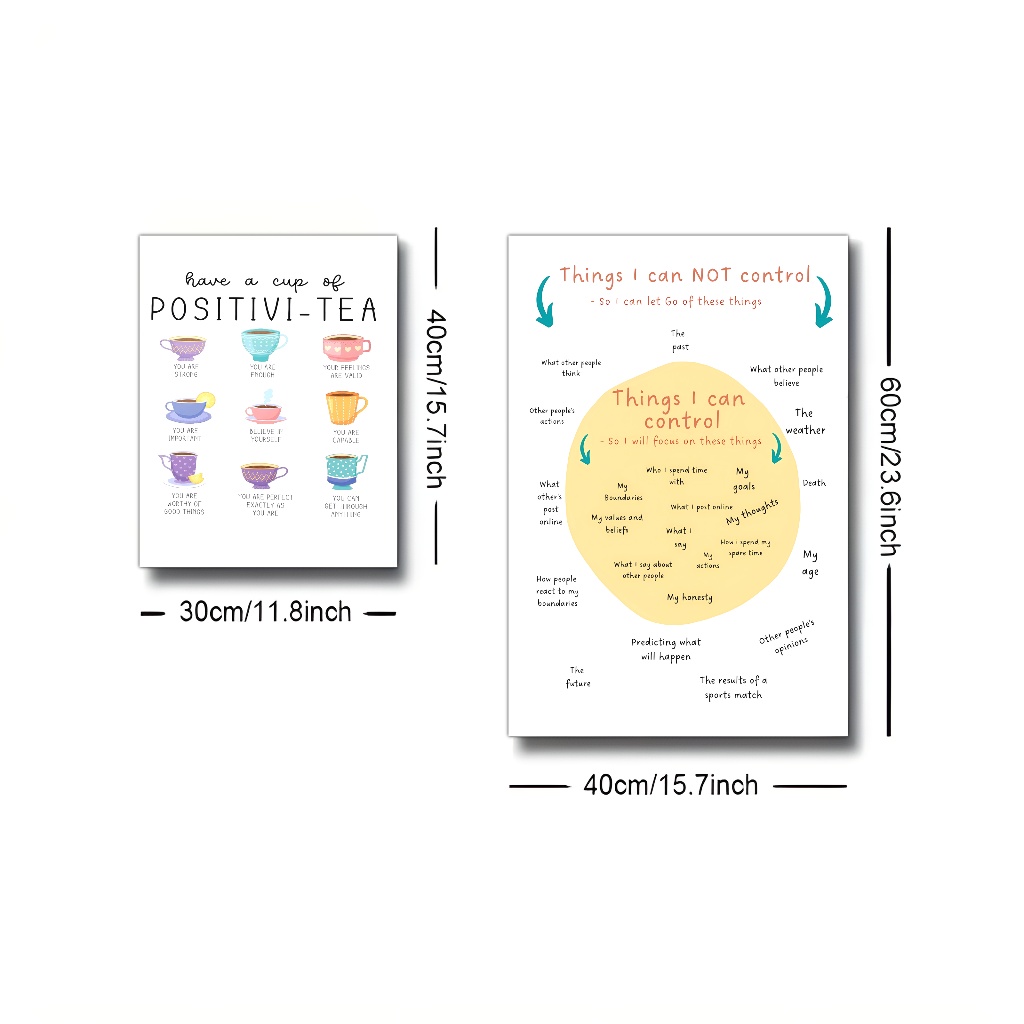 have a cup of
POSITIVI-TEA
YOU ARE
STRONG
YOU ARE
ENOUGH
YOUR FEELINGS
ARE VALID
YOU ARE
IMPORTANT
BELIEVE IN
YOURSELF
YOU ARE
CAPABLE
YOU ARE
WORTHY OF
GOOD THINGS
YOU ARE PERFECT
EXACTLY AS
YOU ARE
YOU CAN
GET THROUGH
ANYTHING
40cm/15.7inch
30cm/11.8inch
Things I can NOT control
- So I can let Go of these things
The
past
What other people
think
What other people
believe
Other people's
actions
The
weather
Things I can
control
- So I will focus on these things
Who I spend time
with
My
goals
Death
What
other's
post
online
My
Boundaries
What I post online
My thoughts
My values and
beliefs
What I
say
How I spend my
spare time
My
actions
My
age
What I say about
other people
How people
react to my
boundaries
My honesty
Predicting what
will happen
Other people's
opinions
The
future
The results of a
sports match
60cm/23.6inch
40cm/15.7inch